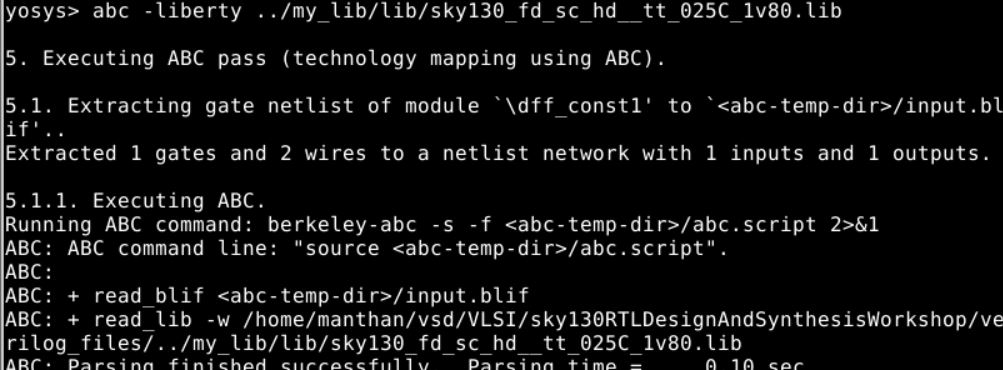 yosys> abc -liberty ../my_lib/lib/sky130_fd_sc_hd__tt_025C_1v80.lib
5. Executing ABC pass (technology mapping using ABC).
5.1. Extracting gate netlist of module `\dff_const1' to `<abc-temp-dir>/input.bl
if'..
Extracted 1 gates and 2 wires to a netlist network with 1 inputs and 1 outputs.
5.1.1. Executing ABC.
Running ABC command: berkeley-abc -s -f <abc-temp-dir>/abc.script 2>&1
ABC: ABC command line: "source <abc-temp-dir>/abc.script".
ABC:
ABC: + read_blif <abc-temp-dir>/input.blif
ABC: + read_lib -w /home/manthan/vsd/VLSI/sky130RTLDesignAndSynthesisWorkshop/ve
rilog_files/../my_lib/lib/sky130_fd_sc_hd__tt_025C_1v80.lib
ABC: Parsing finished successfully.  Parsing time =     0.10 sec